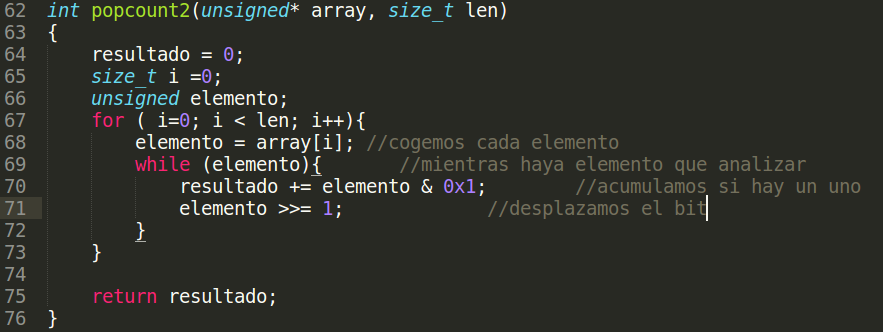 62 int popcount2(unsigned* array, size_t len)
63 {
64     resultado = 0;
65     size_t i =0;
66     unsigned elemento;
67     for ( i=0; i < len; i++){
68         elemento = array[i]; //cogemos cada elemento
69         while (elemento){       //mientras haya elemento que analizar
70             resultado += elemento & 0x1;        //acumulamos si hay un uno
71             elemento >>= 1;             //desplazamos el bit
72         }
73     }
74
75     return resultado;
76 }